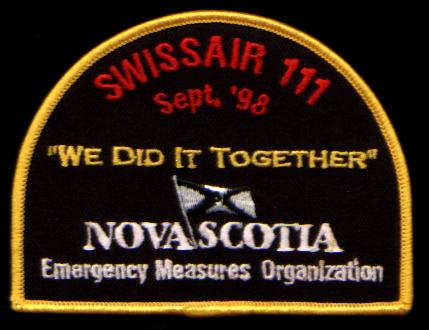 SWISSAIR 111
Sept. '98
"WE DID IT TOGETHER"
NOVA SCOTIA
Emergency Measures Organization